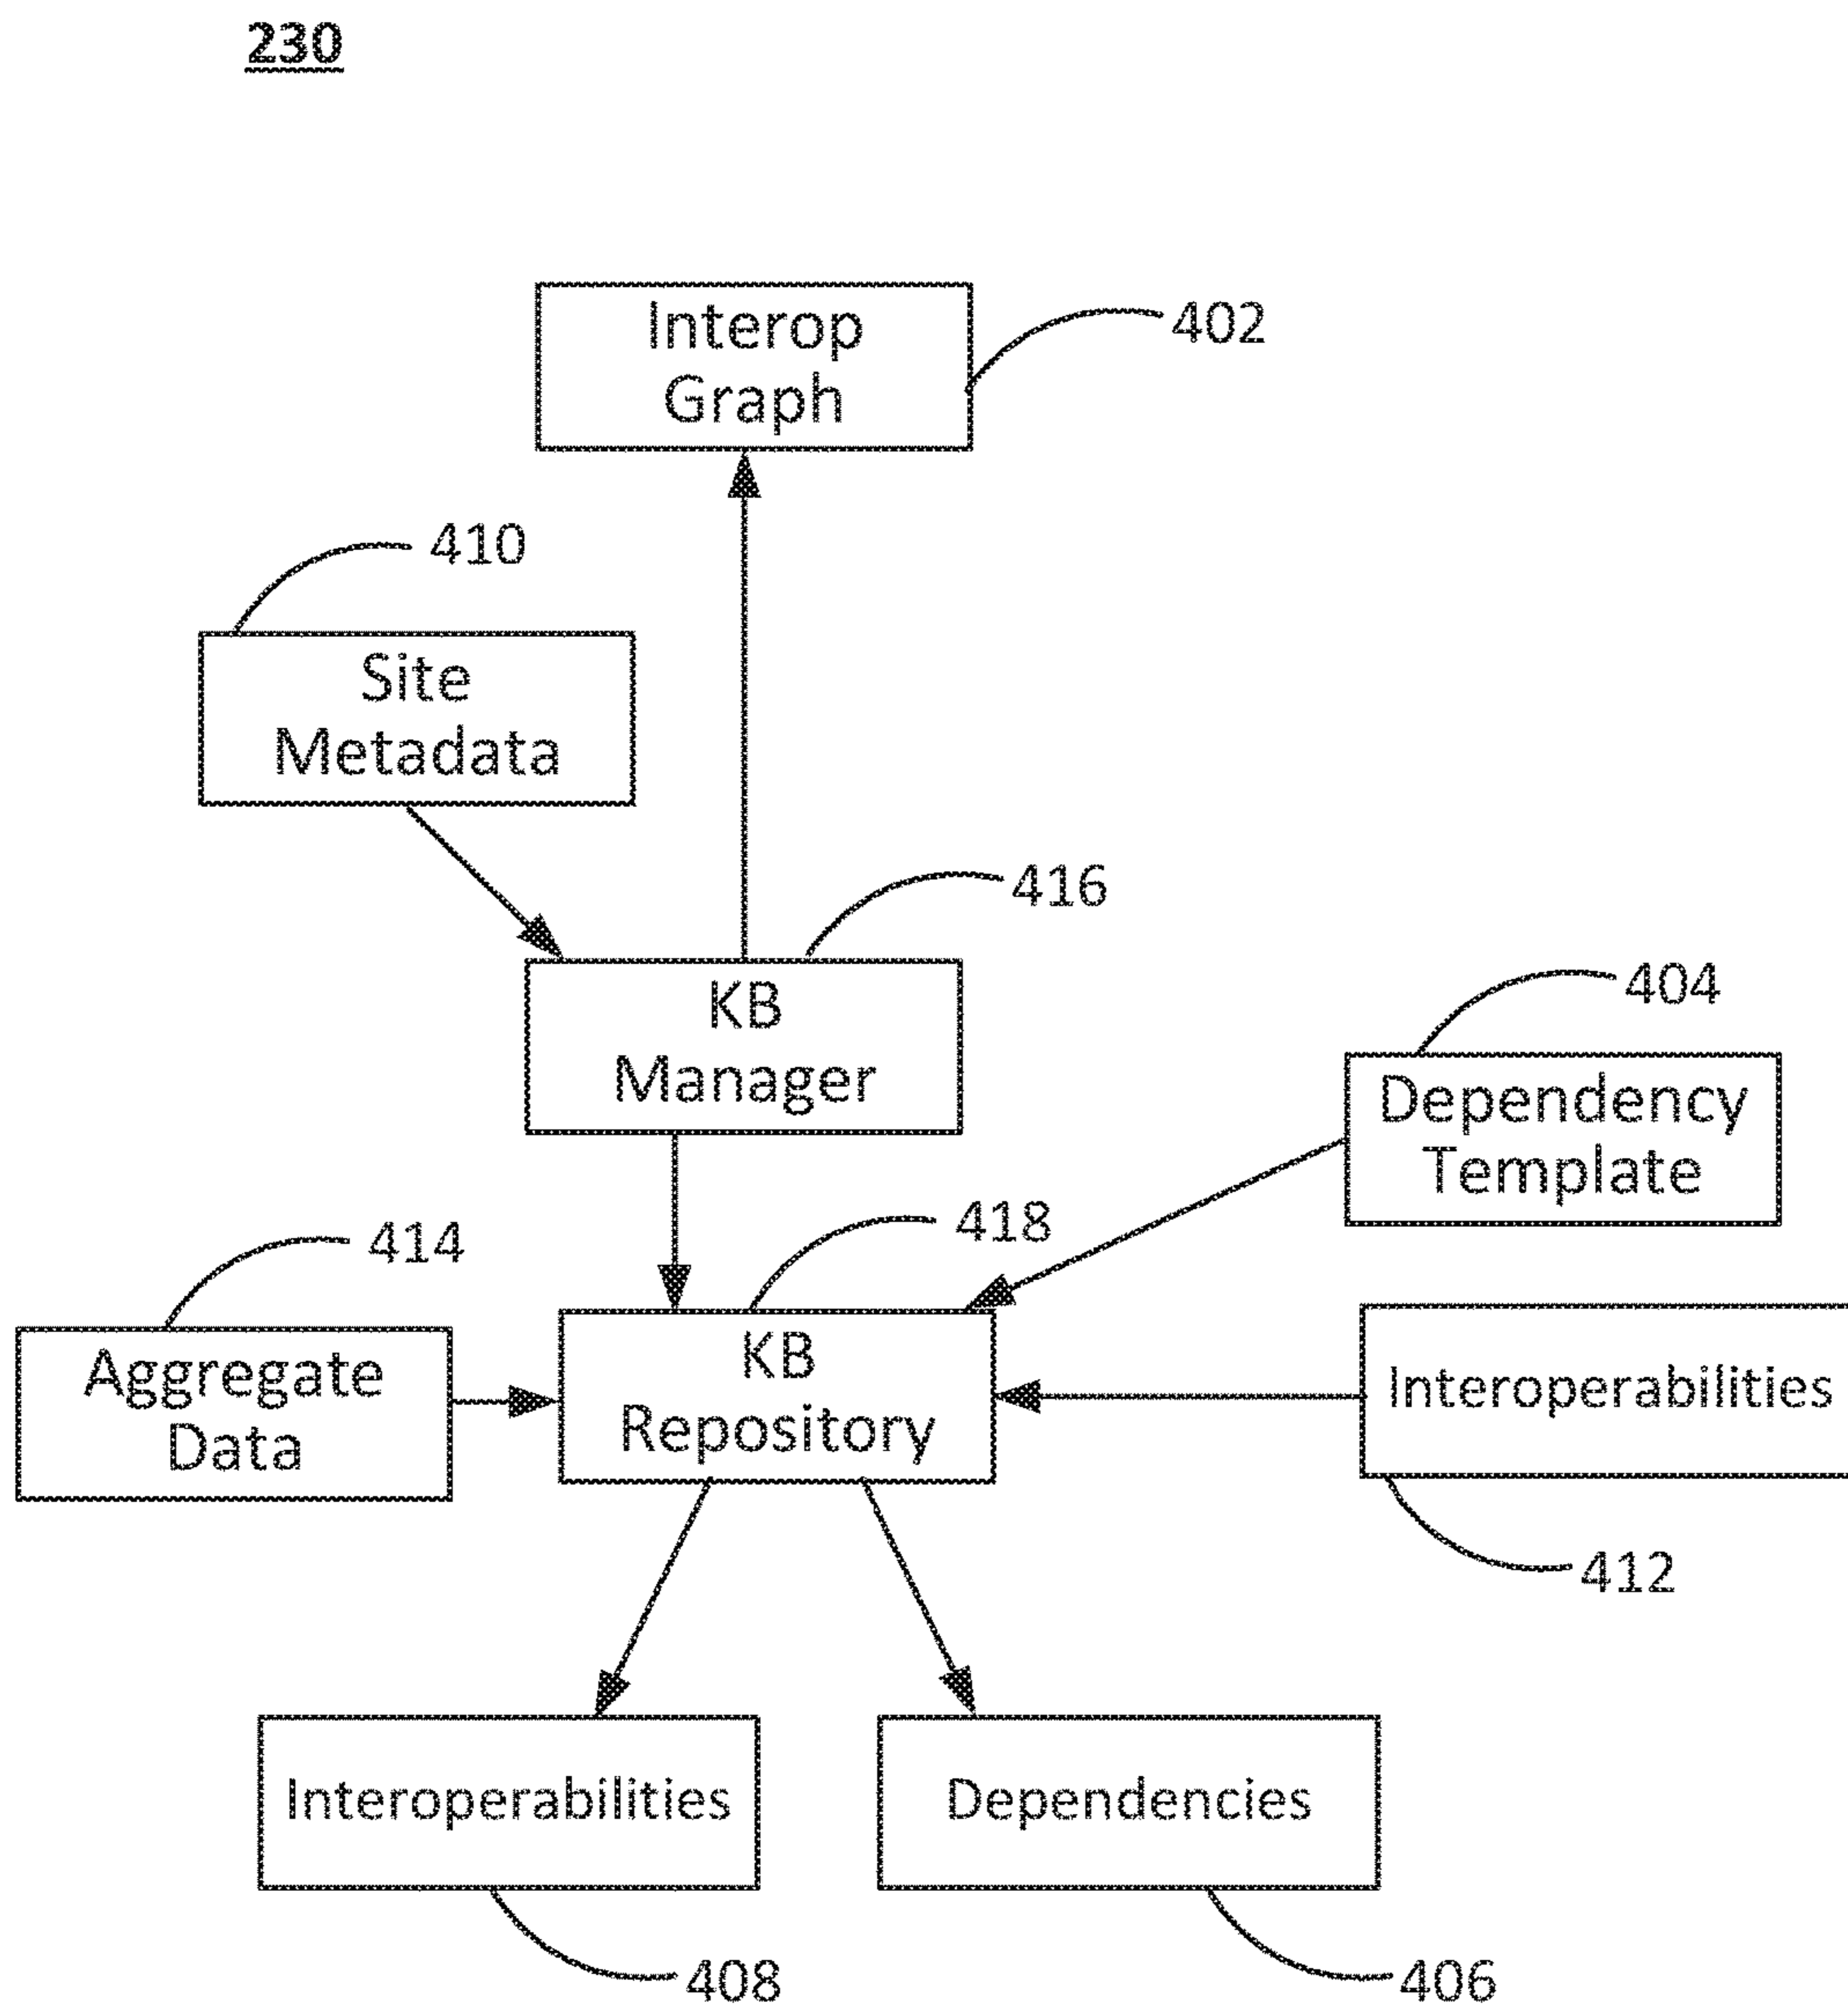 230
Interop
Graph
402
410
Site
Metadata
416
KB
Manager
404
Dependency
Template
414
418
Aggregate
Data
KB
Repository
Interoperabilities
412
Interoperabilities
Dependencies
408
406